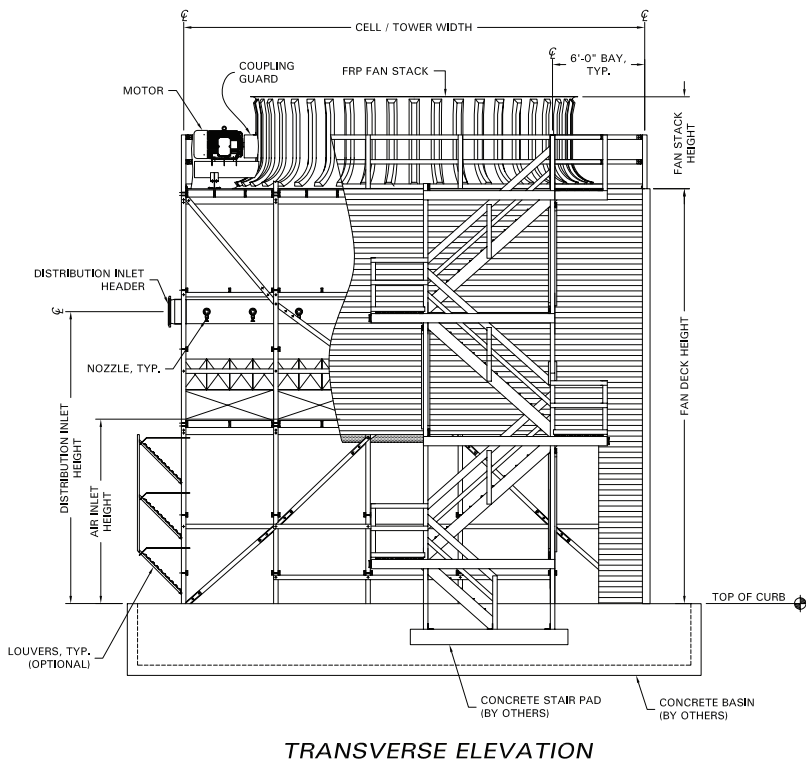 ℄
℄
CELL / TOWER WIDTH
℄
6'-0" BAY,
TYP.
COUPLING
GUARD
FRP FAN STACK
MOTOR
FAN STACK
HEIGHT
DISTRIBUTION INLET
HEADER
℄
NOZZLE, TYP.
FAN DECK HEIGHT
DISTRIBUTION INLET
HEIGHT
AIR INLET
HEIGHT
TOP OF CURB
LOUVERS, TYP.
(OPTIONAL)
CONCRETE STAIR PAD
(BY OTHERS)
CONCRETE BASIN
(BY OTHERS)
TRANSVERSE ELEVATION